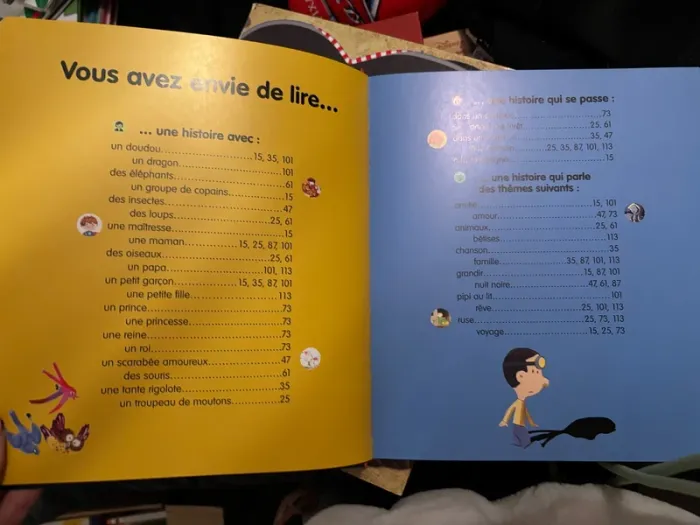 Vous avez envie de lire...
... une histoire avec :
un doudou..................15, 35, 101
un dragon..................101
des éléphants..................61
un groupe de copains..................15
des insectes..................47
des loups..................25, 61
une maîtresse..................15
une maman..................15, 25, 87, 101
des oiseaux..................25, 61
un papa..................101, 113
un petit garçon..................15, 35, 87, 101
une petite fille..................113
un prince..................73
une princesse..................73
une reine..................73
un roi..................73
un scarabée amoureux..................47
des souris..................61
une tante rigolote..................35
un troupeau de moutons..................25
... une histoire qui se passe :
73
25, 61
35, 47
25, 35, 87, 101, 113
15
... une histoire qui parle
des thèmes suivants :
15, 101
amour..................47, 73
animaux..................25, 61
bêtises..................113
chanson..................35
famille..................35, 87, 101, 113
grandir..................15, 87, 101
nuit noire..................47, 61, 87
pipi au lit..................101
rêve..................25, 101, 113
ruse..................25, 73, 113
voyage..................15, 25, 73